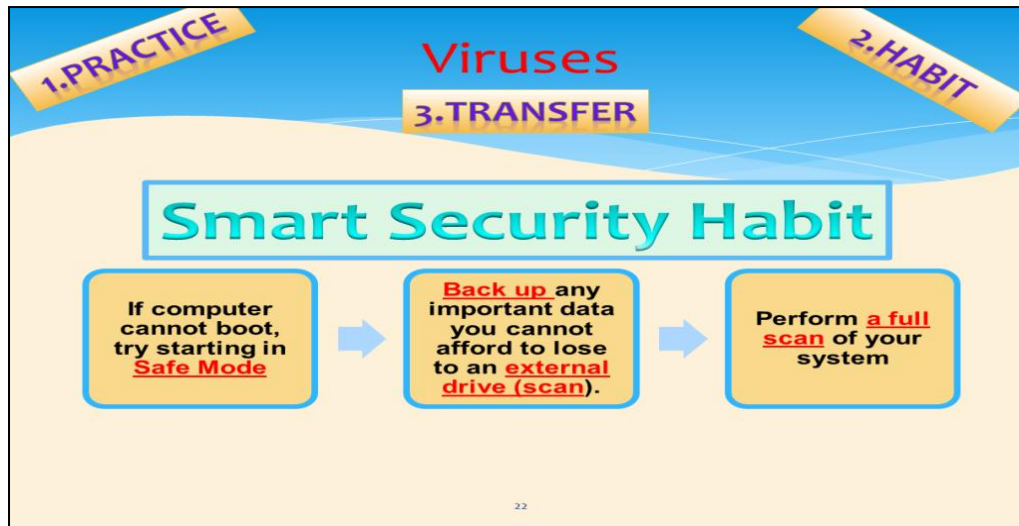 1.PRACTICE
Viruses
2.HABIT
3.TRANSFER
Smart Security Habit
If computer
cannot boot,
try starting in
Safe Mode
Back up any
important data
you cannot
afford to lose
to an external
drive (scan).
Perform a full
scan of your
system
22